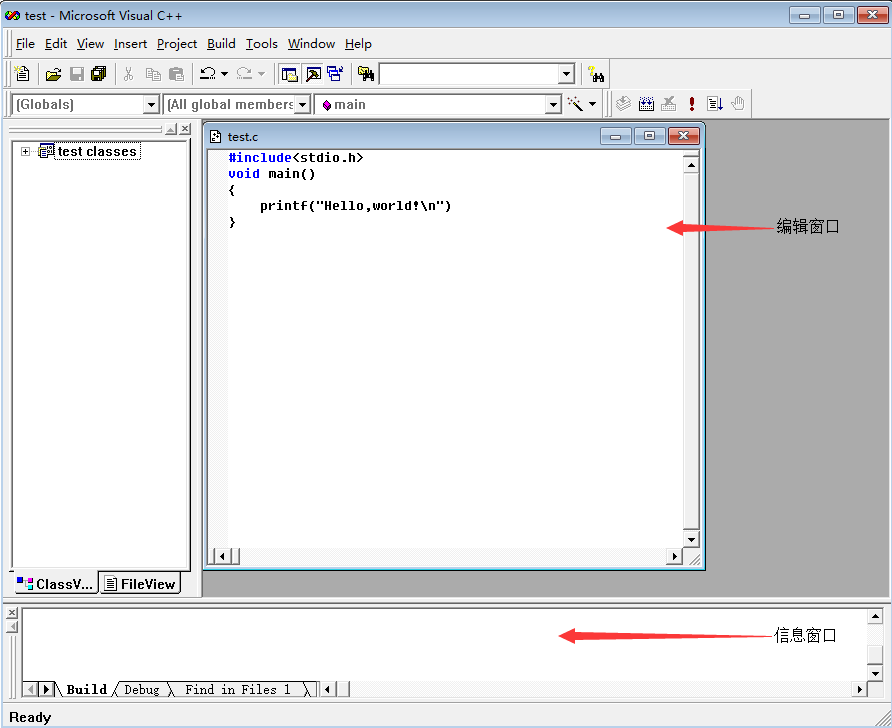 test - Microsoft Visual C++
File Edit View Insert Project Build Tools Window Help
(Globals) (All global members main
test.c
test classes
#include<stdio.h>
void main()
{
printf("Hello,world!\n")
}
编辑窗口
ClassV... FileView
信息窗口
Build Debug Find in Files 1
Ready